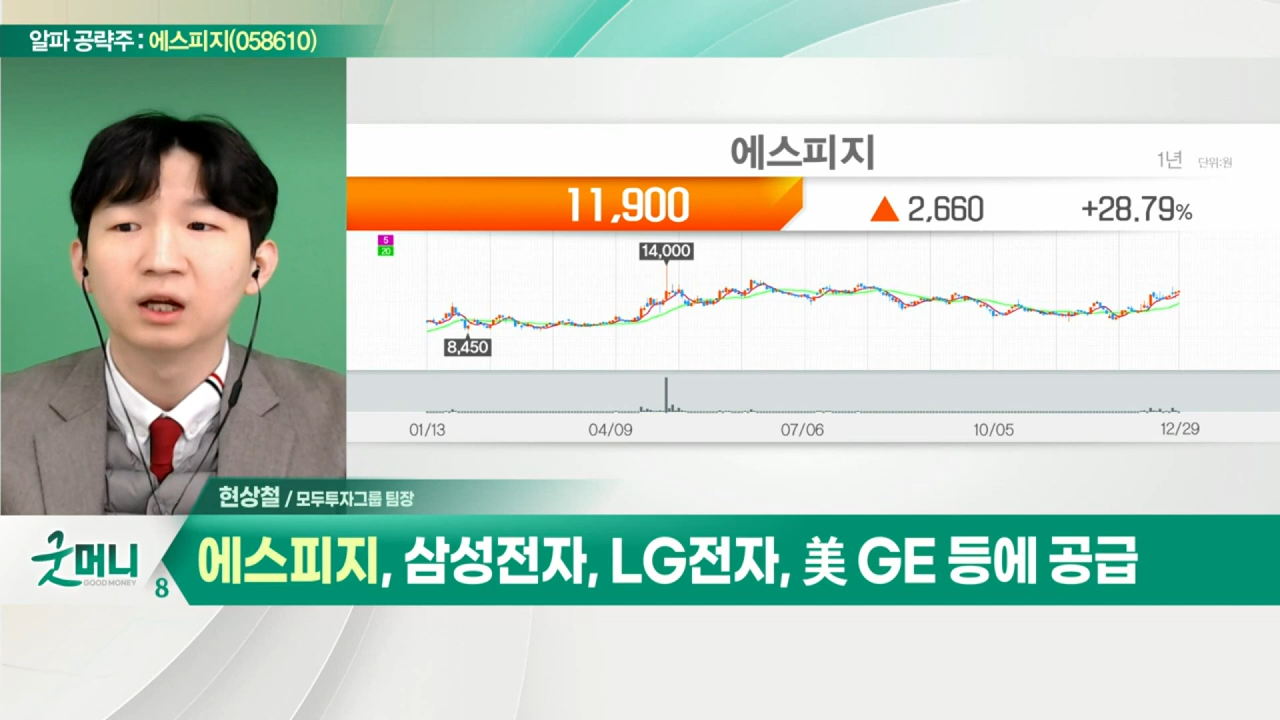 알파 공략주 : 에스피지(058610)
에스피지
1년 단위:원
11,900 ▲ 2,660 +28.79%
5
20
14,000
8,450
01/13 04/09 07/06 10/05 12/29
현상철 / 모두투자그룹 팀장
굿머니
GOOD MONEY
8
에스피지, 삼성전자, LG전자, 美 GE 등에 공급